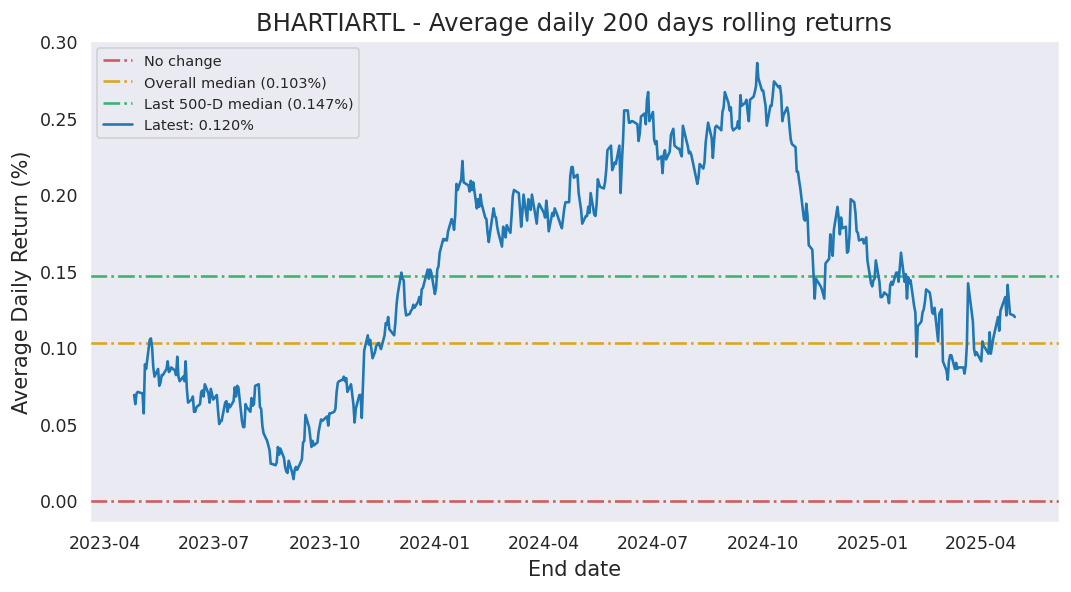 BHARTIARTL - Average daily 200 days rolling returns
No change
Overall median (0.103%)
Last 500-D median (0.147%)
Latest: 0.120%
Average Daily Return (%)
0.30
0.25
0.20
0.15
0.10
0.05
0.00
2023-04 2023-07 2023-10 2024-01 2024-04 2024-07 2024-10 2025-01 2025-04
End date